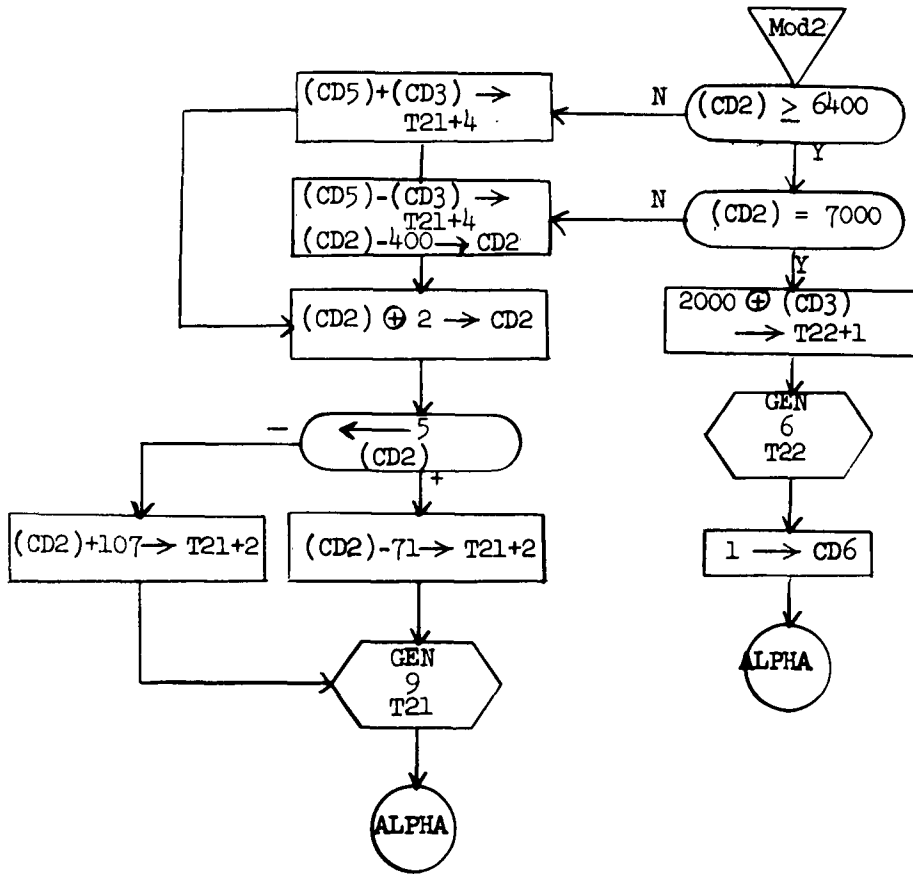 Mod2
(CD2) ≥ 6400
N
Y
(CD5)+(CD3) →
T21+4
(CD2) = 7000
N
Y
(CD5)-(CD3) →
T21+4
(CD2)-400 → CD2
2000 ⊕ (CD3)
→ T22+1
(CD2) ⊕ 2 → CD2
GEN
6
T22
← 5
(CD2)
-
+
(CD2)+107 → T21+2
(CD2)-71 → T21+2
1 → CD6
GEN
9
T21
ALPHA
ALPHA